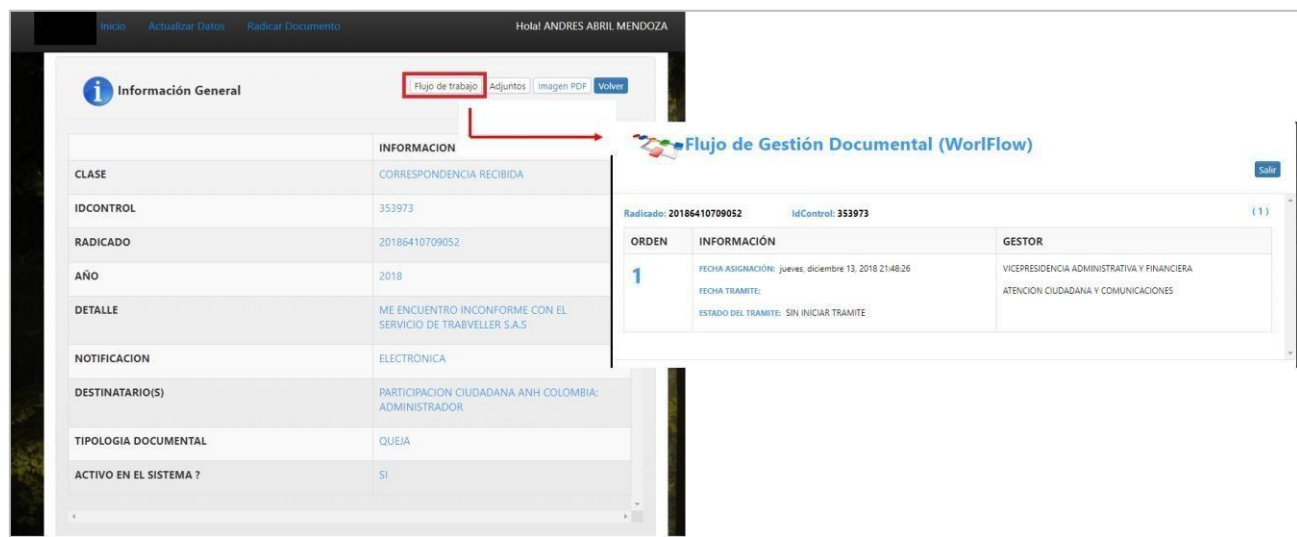 Inicio Actualizar Datos Radicar Documento Hola! ANDRES ABRIL MENDOZA
Información General
Flujo de trabajo Adjuntos Imagen PDF Volver
INFORMACION
CLASE CORRESPONDENCIA RECIBIDA
IDCONTROL 353973
RADICADO 20186410709052
AÑO 2018
DETALLE ME ENCUENTRO INCONFORME CON EL
SERVICIO DE TRABVELLER S.A.S
NOTIFICACION ELECTRONICA
DESTINATARIO(S) PARTICIPACION CIUDADANA ANH COLOMBIA:
ADMINISTRADOR
TIPOLOGIA DOCUMENTAL QUEJA
ACTIVO EN EL SISTEMA ? SI
Flujo de Gestión Documental (WorlFlow)
Salir
Radicado: 20186410709052 IdControl: 353973 (1)
ORDEN INFORMACIÓN GESTOR
1
FECHA ASIGNACIÓN: jueves, diciembre 13, 2018 21:48:26 VICEPRESIDENCIA ADMINISTRATIVA Y FINANCIERA
FECHA TRAMITE: ATENCION CIUDADANA Y COMUNICACIONES
ESTADO DEL TRAMITE: SIN INICIAR TRAMITE